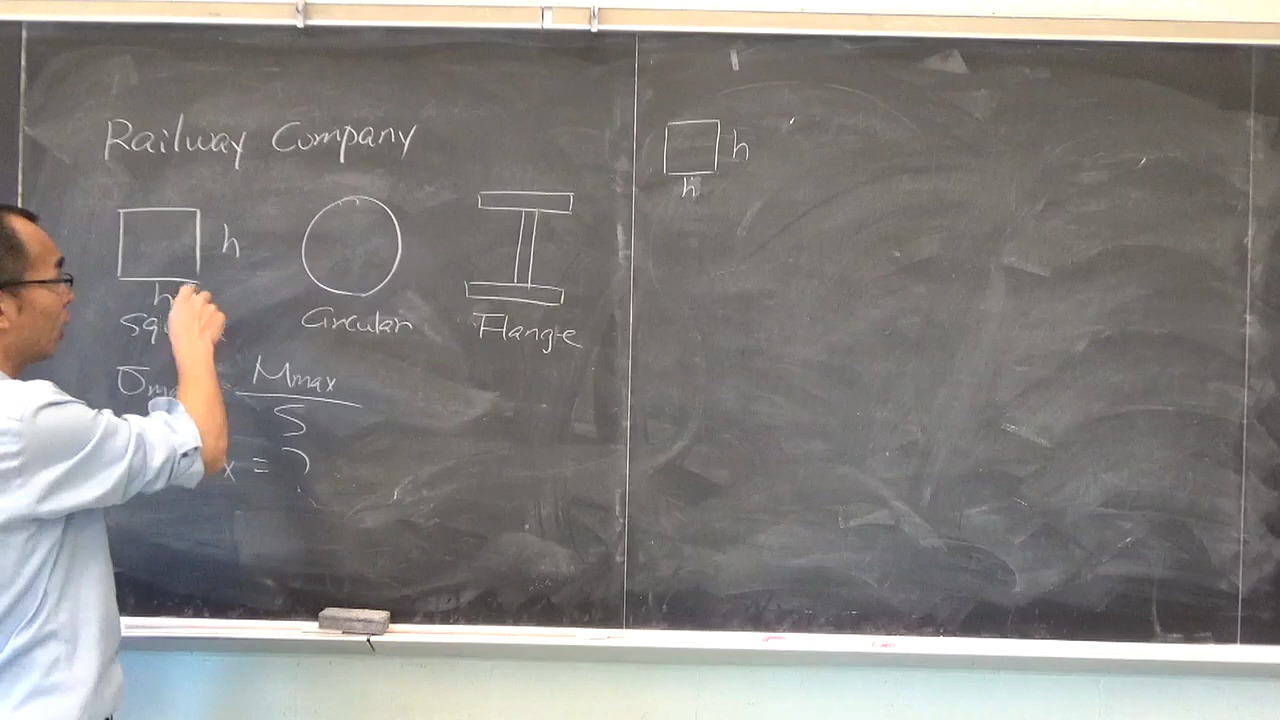 Railway Company
h
h
Circular
Flange
Mmax
S
x = ?
h
h